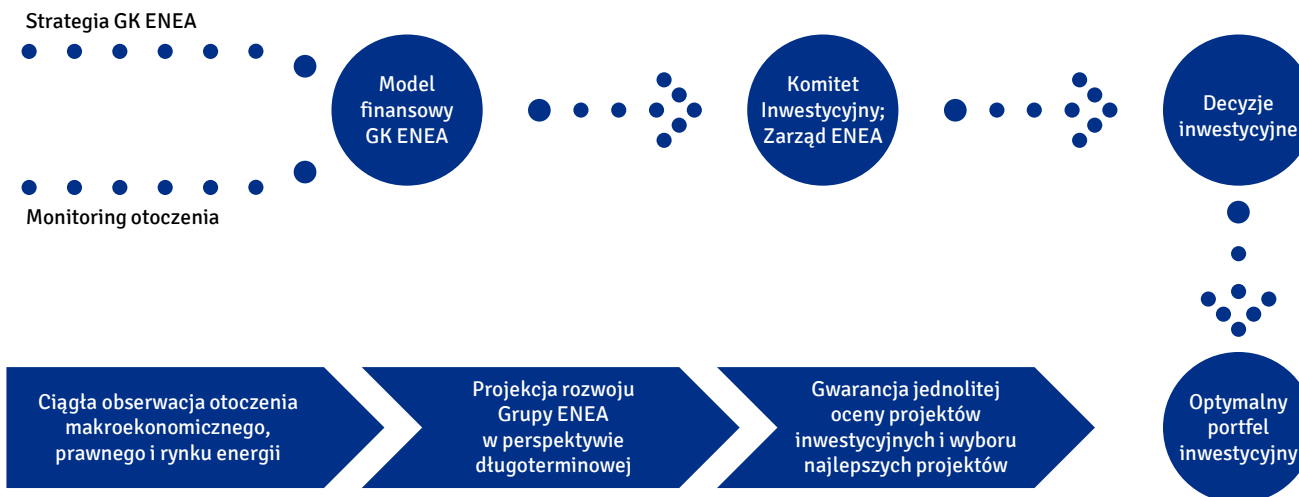 Strategia GK ENEA
Model
finansowy
GK ENEA
Komitet
Inwestycyjny;
Zarząd ENEA
Decyzje
inwestycyjne
Monitoring otoczenia
Ciągła obserwacja otoczenia
makroekonomicznego,
prawnego i rynku energii
Projekcja rozwoju
Grupy ENEA
w perspektywie
długoterminowej
Gwarancja jednolitej
oceny projektów
inwestycyjnych i wyboru
najlepszych projektów
Optymalny
portfel
inwestycyjny